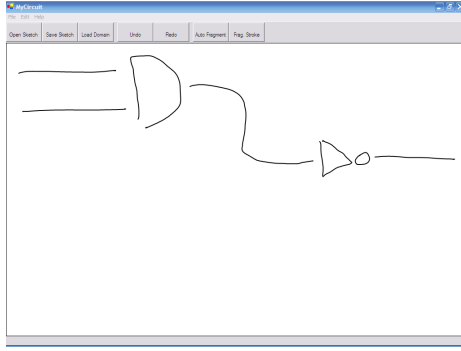 MyCircuit
File Edit Help
Open Sketch Save Sketch Load Domain Undo Redo Auto Fragment Frag. Stroke